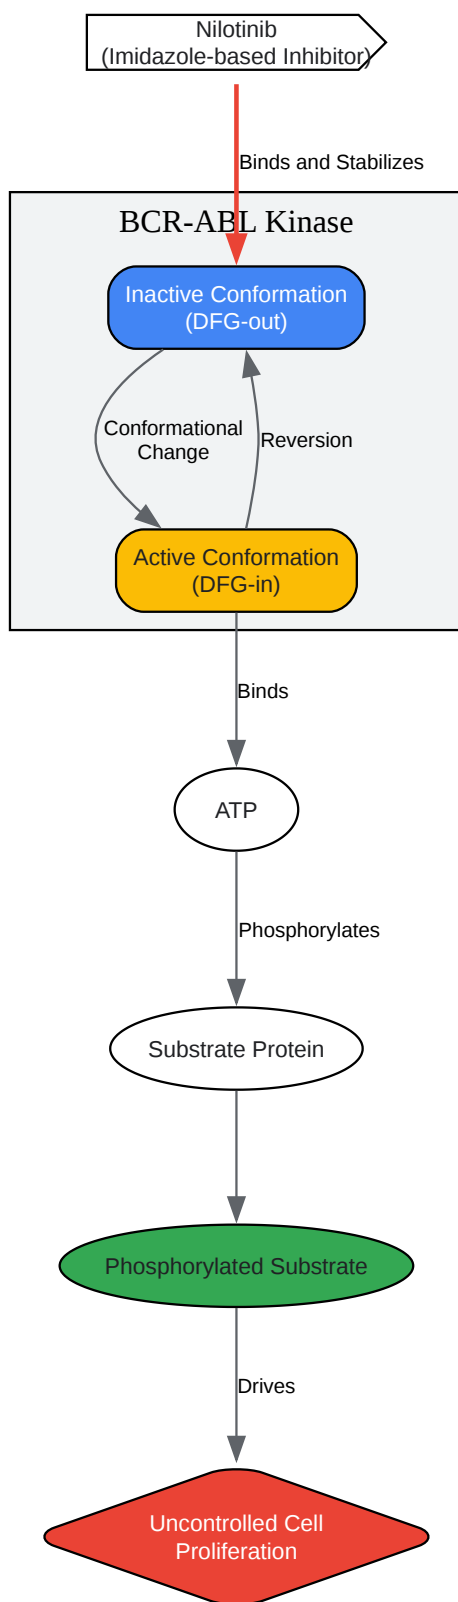 Nilotinib
(Imidazole-based Inhibitor)
Binds and Stabilizes
BCR-ABL Kinase
Inactive Conformation
(DFG-out)
Conformational
Change
Reversion
Active Conformation
(DFG-in)
Binds
ATP
Phosphorylates
Substrate Protein
Phosphorylated Substrate
Drives
Uncontrolled Cell
Proliferation